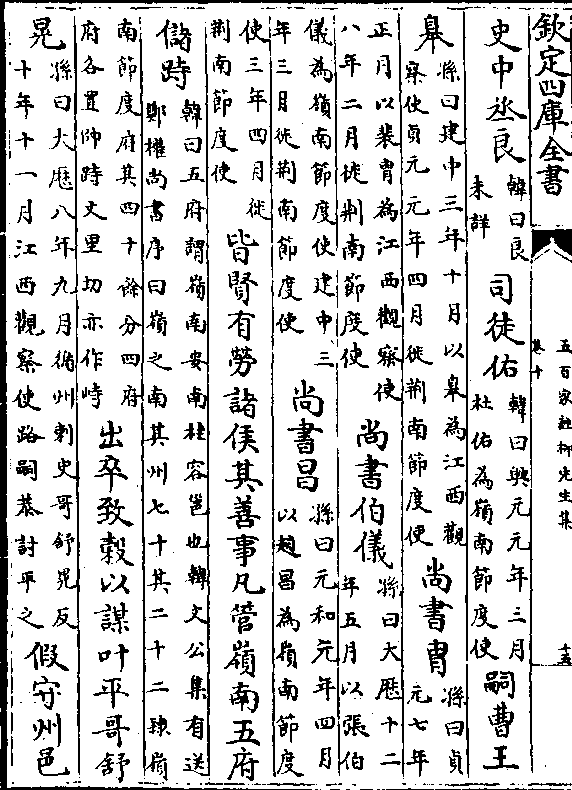 欽定四庫全書
五百家註柳先生集
卷十
十五
史中丞良韓曰良
未詳
司徒佑韓曰興元元年三月
杜佑為嶺南節度使
嗣曹王
臯孫曰建中三年十月以臯為江西觀
察使貞元元年四月徙荆南節度使
尚書胄孫曰貞
元七年
正月以裴胄為江西觀察使
八年二月徙荆南節度使
尚書伯儀孫曰大厯十二
年五月以張伯
儀為嶺南節度使建中三
年三月徙荆南節度使
尚書昌孫曰元和元年四月
以趙昌為嶺南節度
使三年四月徙
荆南節度使
皆賢有勞諸侯其善事凡管嶺南五府
儲跱韓曰五府謂嶺南安南桂容邕也韓文公集有送
鄭權尚書序曰嶺之南其州七十其二十二隸嶺
南節度府其四十餘分四府
府各置帥跱丈里切亦作峙
出卒致榖以謀叶平哥舒
晃孫曰大厯八年九月循州刺史哥舒晃反
十年十一月江西觀察使路嗣恭討平之
假守州邑